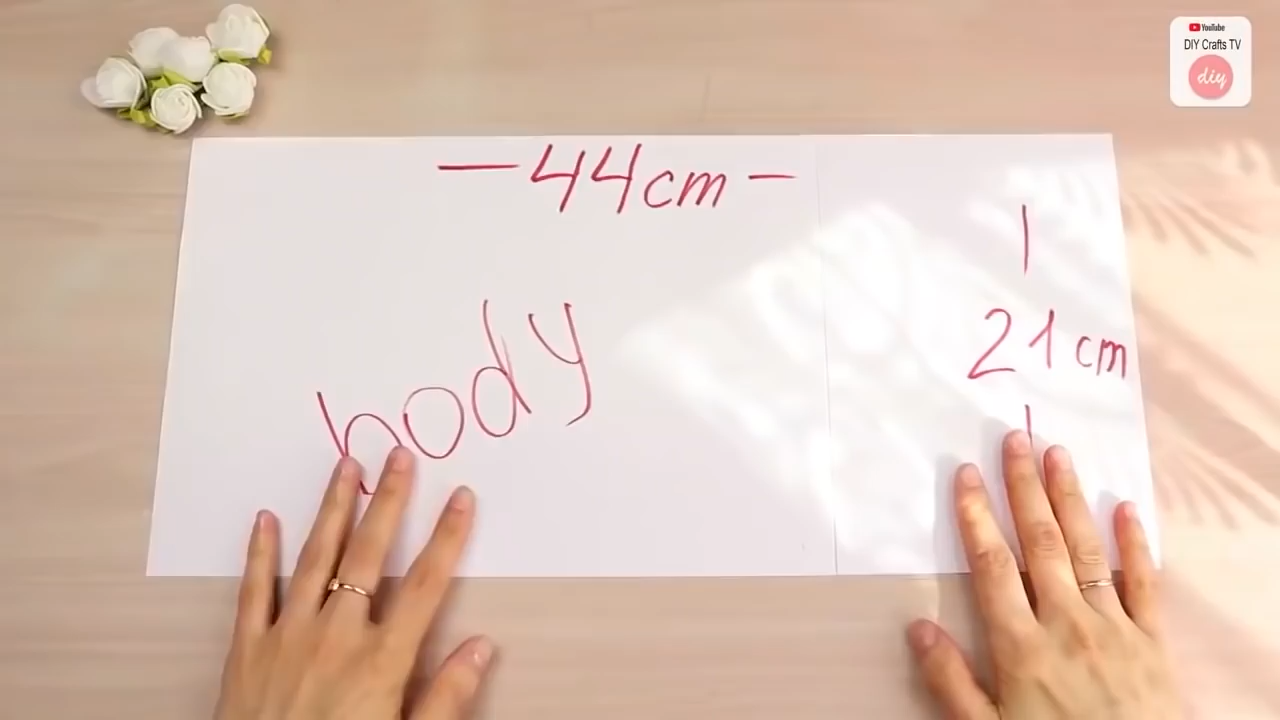 YouTube
DIY Crafts TV
diy
—44cm—
21cm
body